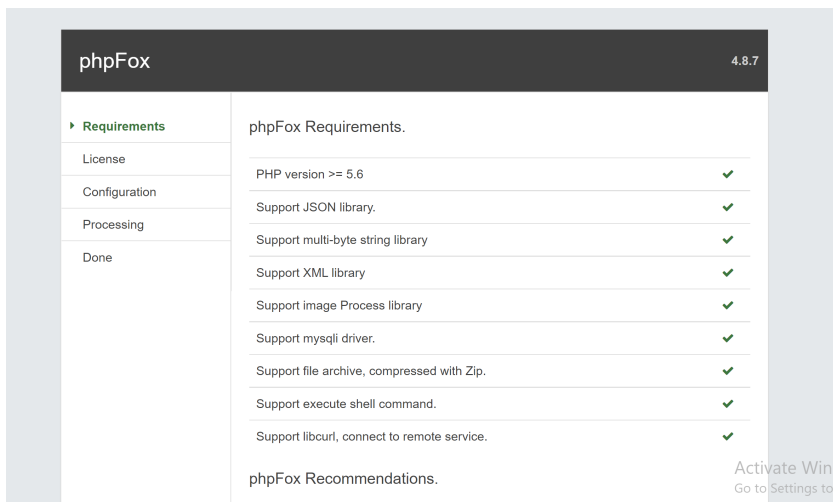 phpFox
4.8.7
Requirements
License
Configuration
Processing
Done
phpFox Requirements.
PHP version >= 5.6
Support JSON library.
Support multi-byte string library
Support XML library
Support image Process library
Support mysqli driver.
Support file archive, compressed with Zip.
Support execute shell command.
Support libcurl, connect to remote service.
phpFox Recommendations.
Activate Win
Go to Settings to